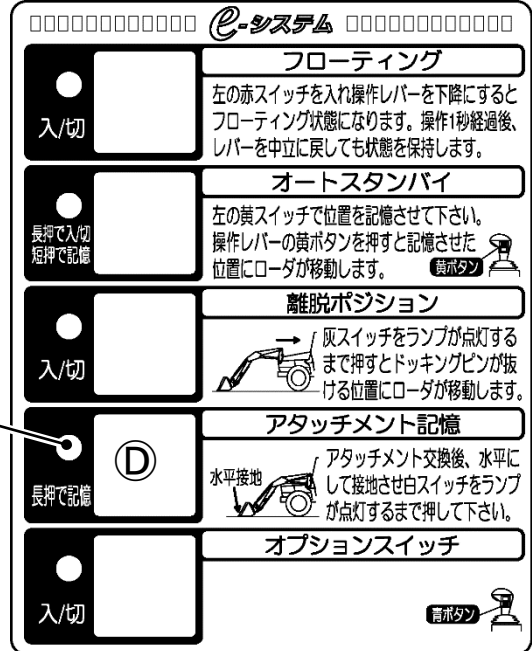 e-システム
フローティング
入/切
左の赤スイッチを入れ操作レバーを下降にすると
フローティング状態になります。操作1秒経過後、
レバーを中立に戻しても状態を保持します。
オートスタンバイ
長押で入/切
短押で記憶
左の黄スイッチで位置を記憶させて下さい。
操作レバーの黄ボタンを押すと記憶させた
位置にローダが移動します。
黄ボタン
離脱ポジション
入/切
灰スイッチをランプが点灯する
まで押すとドッキングピンが抜
ける位置にローダが移動します。
アタッチメント記憶
長押で記憶
D
水平接地
アタッチメント交換後、水平に
して接地させ白スイッチをランプ
が点灯するまで押して下さい。
オプションスイッチ
入/切
青ボタン